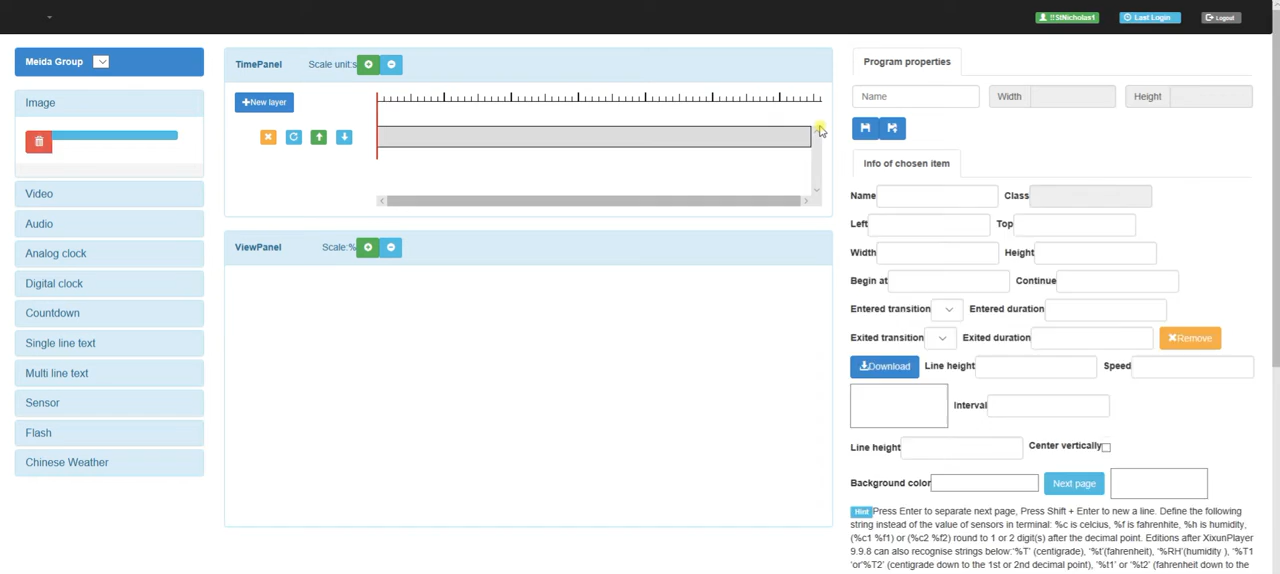 !!StNicholas1 Last Login Logout
Meida Group
Image
Video
Audio
Analog clock
Digital clock
Countdown
Single line text
Multi line text
Sensor
Flash
Chinese Weather
TimePanel Scale unit:s
New layer
ViewPanel Scale:%
Program properties
Name Width Height
Info of chosen item
Name Class
Left Top
Width Height
Begin at Continue
Entered transition Entered duration
Exited transition Exited duration Remove
Download Line height Speed
Interval
Line height Center vertically
Background color Next page
Hint Press Enter to separate next page, Press Shift + Enter to new a line. Define the following
string instead of the value of sensors in terminal: %c is celcius, %f is fahrenhite, %h is humidity,
(%c1 %f1) or (%c2 %f2) round to 1 or 2 digit(s) after the decimal point. Editions after XixunPlayer
9.9.8 can also recognise strings below:'%T' (centigrade), '%t'(fahrenheit), '%RH'(humidity ), '%T1
'or'%T2' (centigrade down to the 1st or 2nd decimal point), '%t1' or '%t2' (fahrenheit down to the